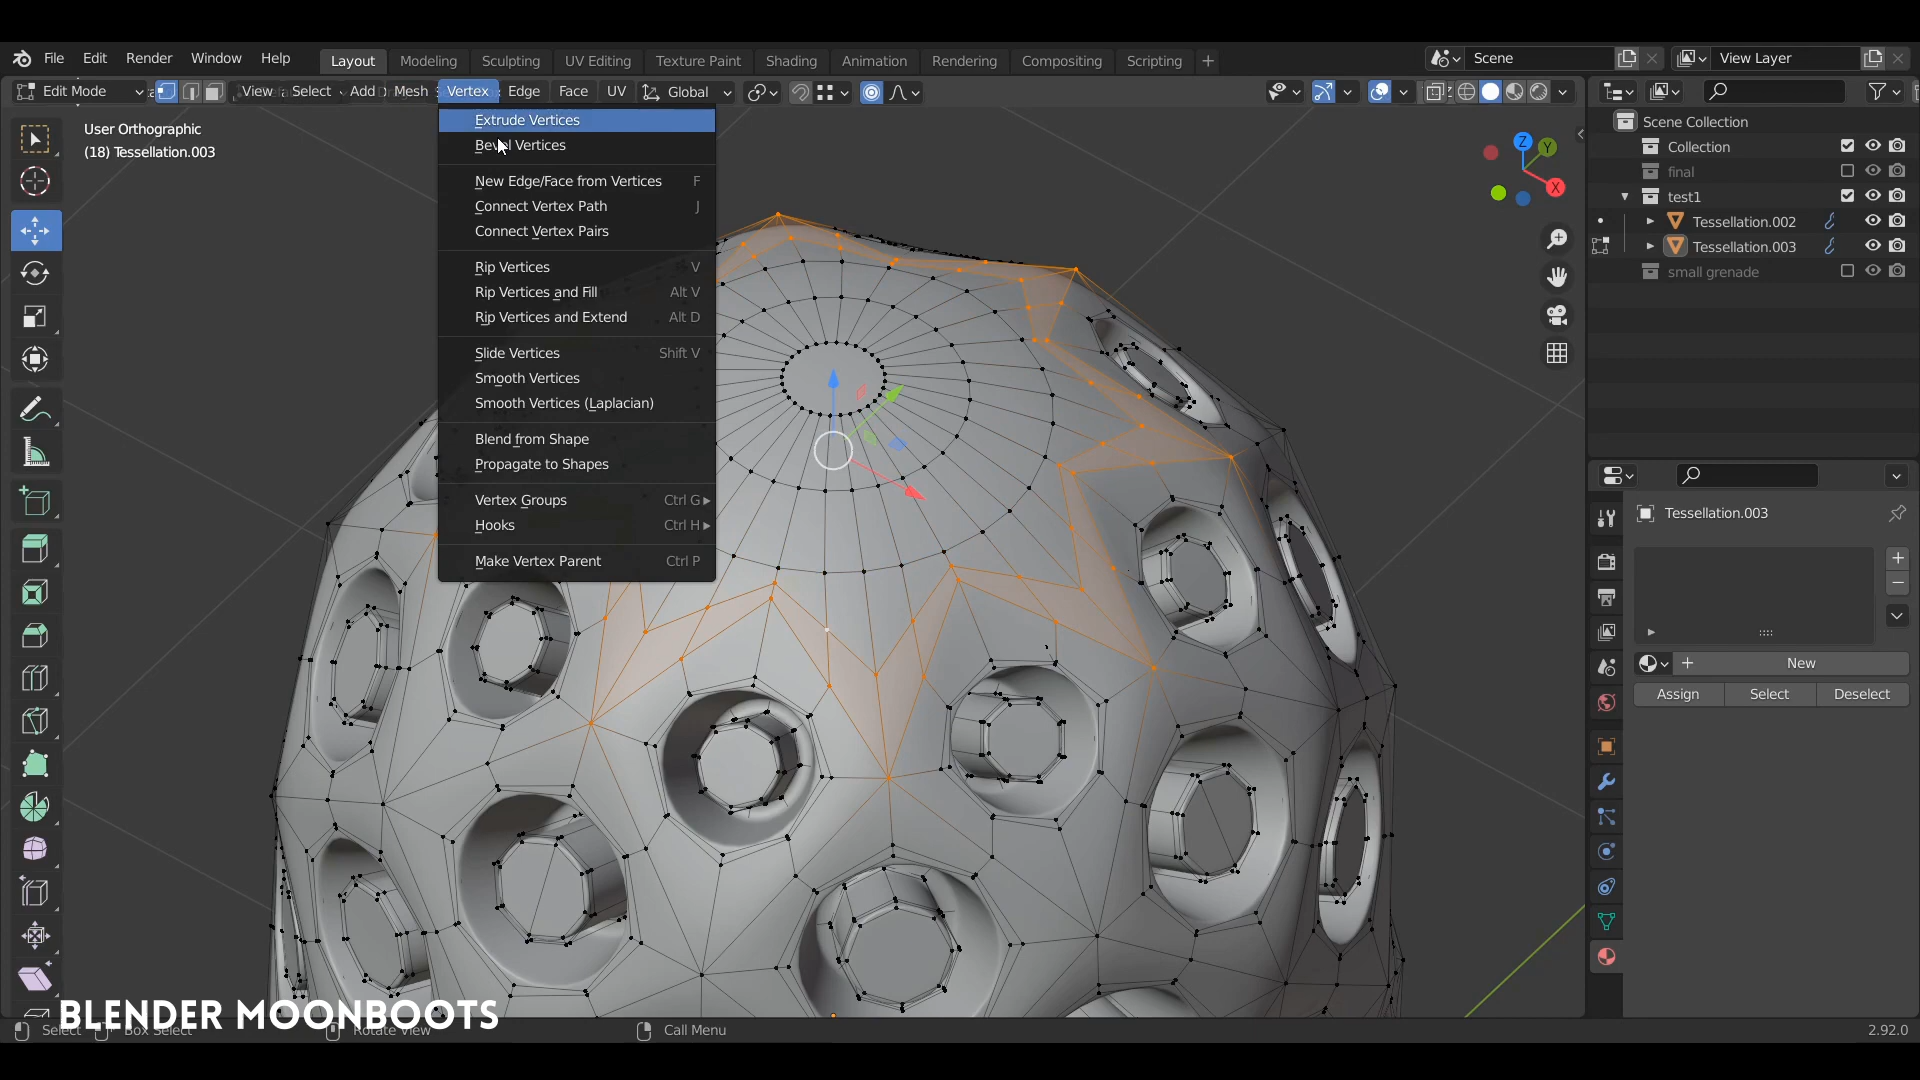 File Edit Render Window Help Layout Modeling Sculpting UV Editing Texture Paint Shading Animation Rendering Compositing Scripting + Scene View Layer
Edit Mode View Select Add Mesh Vertex Edge Face UV Global
User Orthographic
(18) Tessellation.003
Extrude Vertices
Bevel Vertices
New Edge/Face from Vertices F
Connect Vertex Path J
Connect Vertex Pairs
Rip Vertices V
Rip Vertices and Fill Alt V
Rip Vertices and Extend Alt D
Slide Vertices Shift V
Smooth Vertices
Smooth Vertices (Laplacian)
Blend from Shape
Propagate to Shapes
Vertex Groups Ctrl G
Hooks Ctrl H
Make Vertex Parent Ctrl P
Z
Y
X
Scene Collection
Collection
final
test1
Tessellation.002
Tessellation.003
small grenade
Tessellation.003
+ New
Assign Select Deselect
BLENDER MOONBOOTS
Select Box Select Rotate View Call Menu 2.92.0